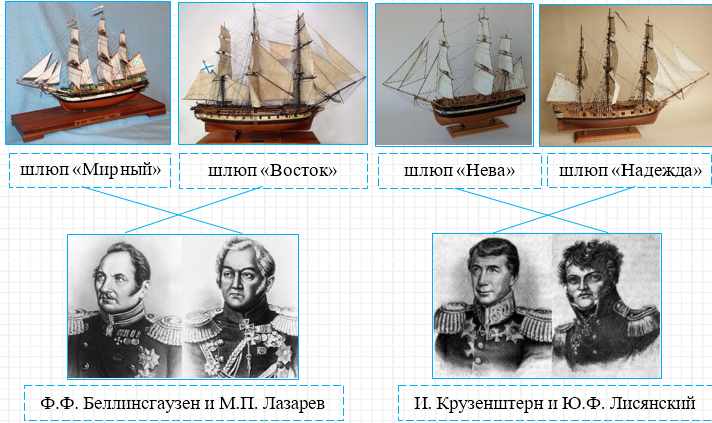 шлюп «Мирный»
шлюп «Восток»
шлюп «Нева»
шлюп «Надежда»
Ф.Ф. Беллинсгаузен и М.П. Лазарев
И. Крузенштерн и Ю.Ф. Лисянский